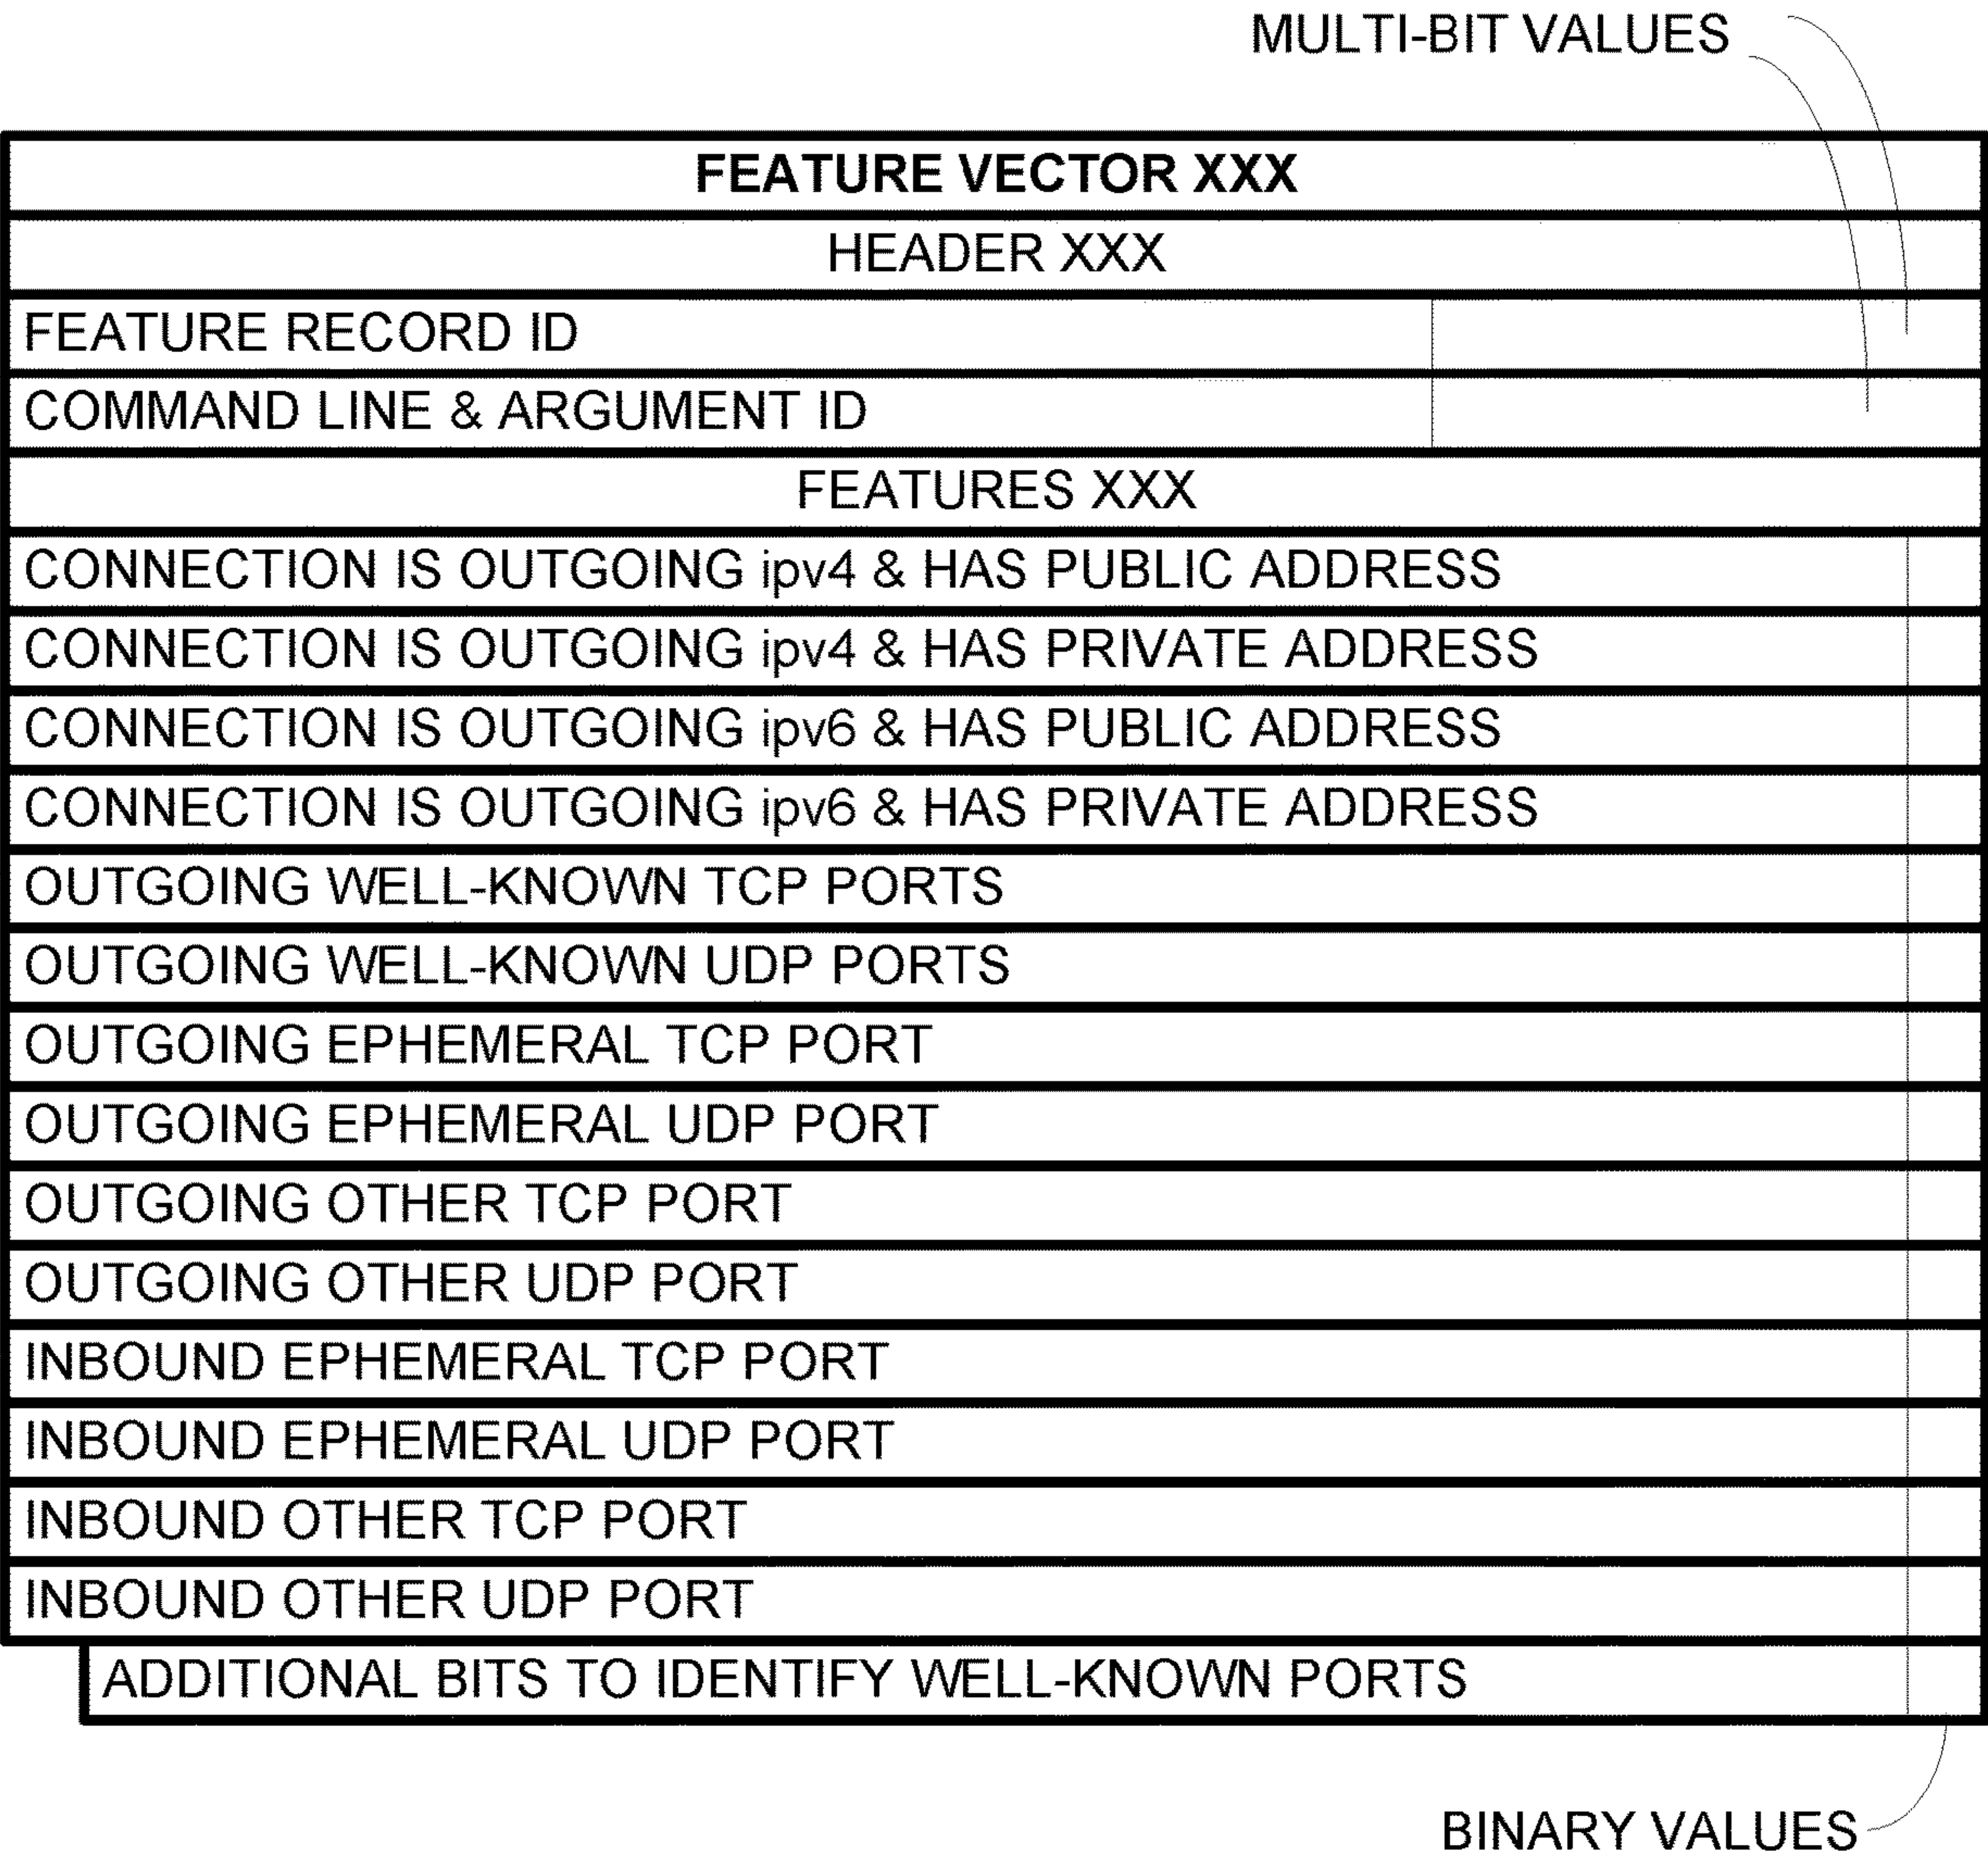 MULTI-BIT VALUES
FEATURE VECTOR XXX
HEADER XXX
FEATURE RECORD ID
COMMAND LINE & ARGUMENT ID
FEATURES XXX
CONNECTION IS OUTGOING ipv4 & HAS PUBLIC ADDRESS
CONNECTION IS OUTGOING ipv4 & HAS PRIVATE ADDRESS
CONNECTION IS OUTGOING ipv6 & HAS PUBLIC ADDRESS
CONNECTION IS OUTGOING ipv6 & HAS PRIVATE ADDRESS
OUTGOING WELL-KNOWN TCP PORTS
OUTGOING WELL-KNOWN UDP PORTS
OUTGOING EPHEMERAL TCP PORT
OUTGOING EPHEMERAL UDP PORT
OUTGOING OTHER TCP PORT
OUTGOING OTHER UDP PORT
INBOUND EPHEMERAL TCP PORT
INBOUND EPHEMERAL UDP PORT
INBOUND OTHER TCP PORT
INBOUND OTHER UDP PORT
ADDITIONAL BITS TO IDENTIFY WELL-KNOWN PORTS
BINARY VALUES